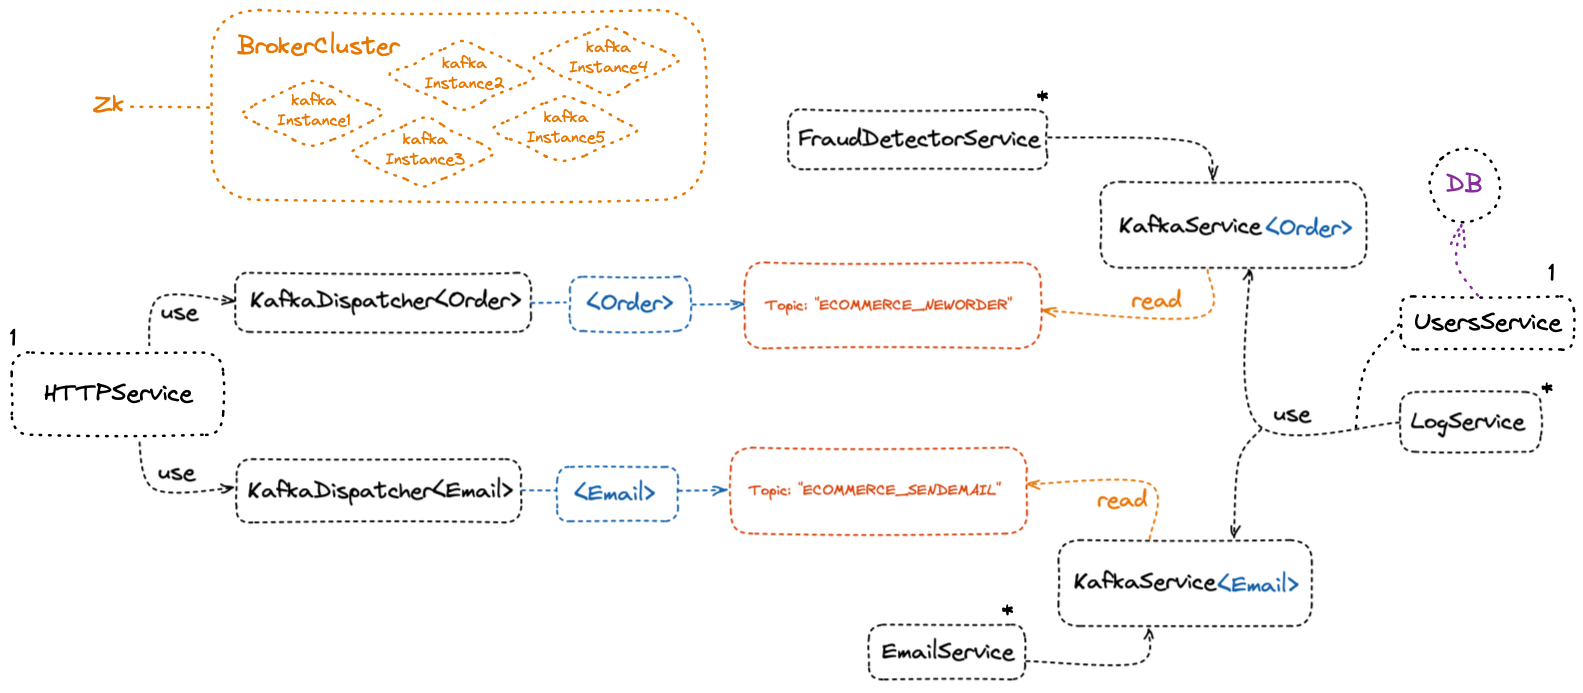 BrokerCluster
kafka
Instance1
kafka
Instance2
kafka
Instance3
kafka
Instance4
kafka
Instance5
Zk
*
FraudDetectorService
KafkaService<Order>
DB
1
UsersService
read
Topic: "ECOMMERCE_NEWORDER"
<Order>
KafkaDispatcher<Order>
use
1
HTTPService
use
KafkaDispatcher<Email>
<Email>
Topic: "ECOMMERCE_SENDEMAIL"
read
use
*
LogService
KafkaService<Email>
*
EmailService